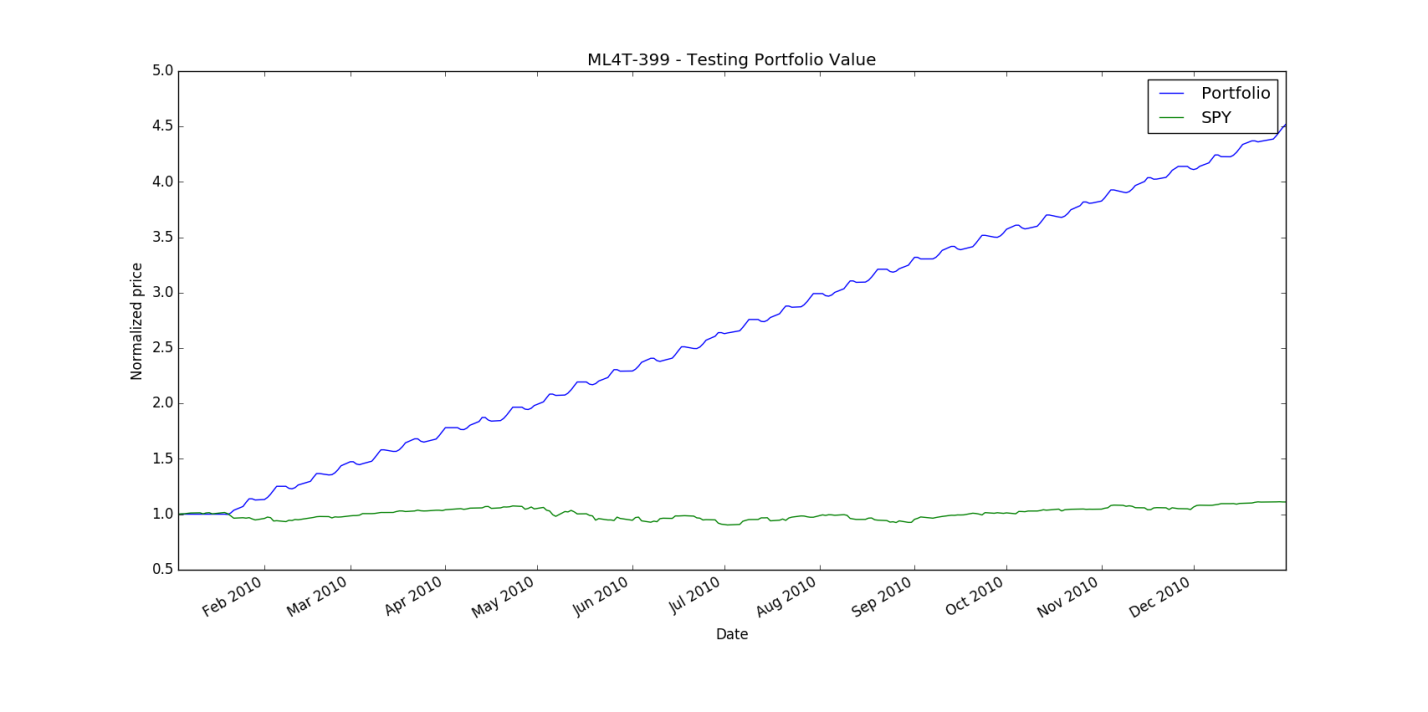 ML4T-399 - Testing Portfolio Value
Portfolio
SPY
5.0
4.5
4.0
3.5
3.0
2.5
2.0
1.5
1.0
0.5
Normalized price
Feb 2010
Mar 2010
Apr 2010
May 2010
Jun 2010
Jul 2010
Aug 2010
Sep 2010
Oct 2010
Nov 2010
Dec 2010
Date